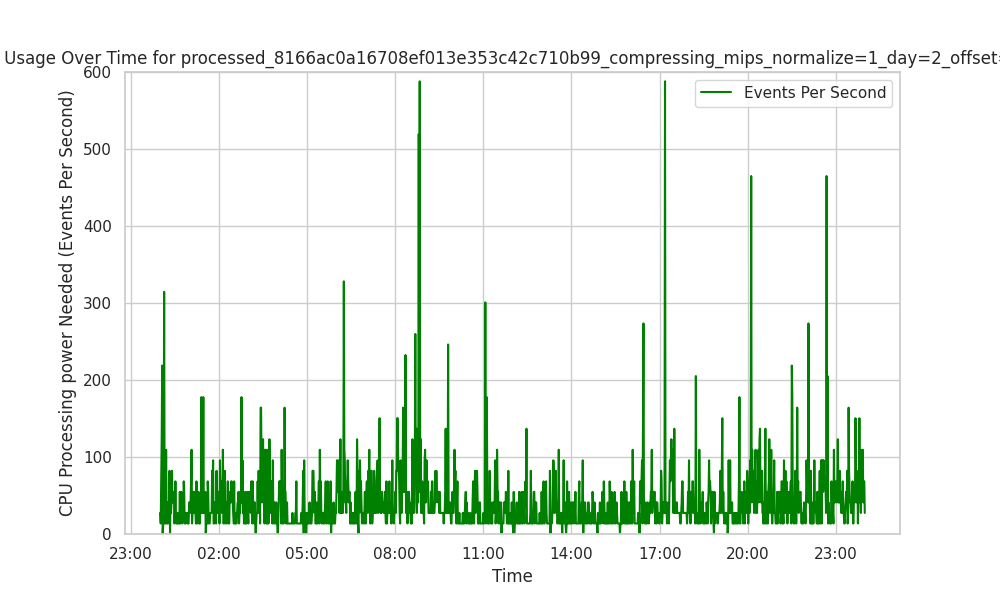 Usage Over Time for processed_8166ac0a16708ef013e353c42c710b99_compressing_mips_normalize=1_day=2_offset=
600
500
400
300
200
100
0
CPU Processing power Needed (Events Per Second)
Events Per Second
23:00 02:00 05:00 08:00 11:00 14:00 17:00 20:00 23:00
Time